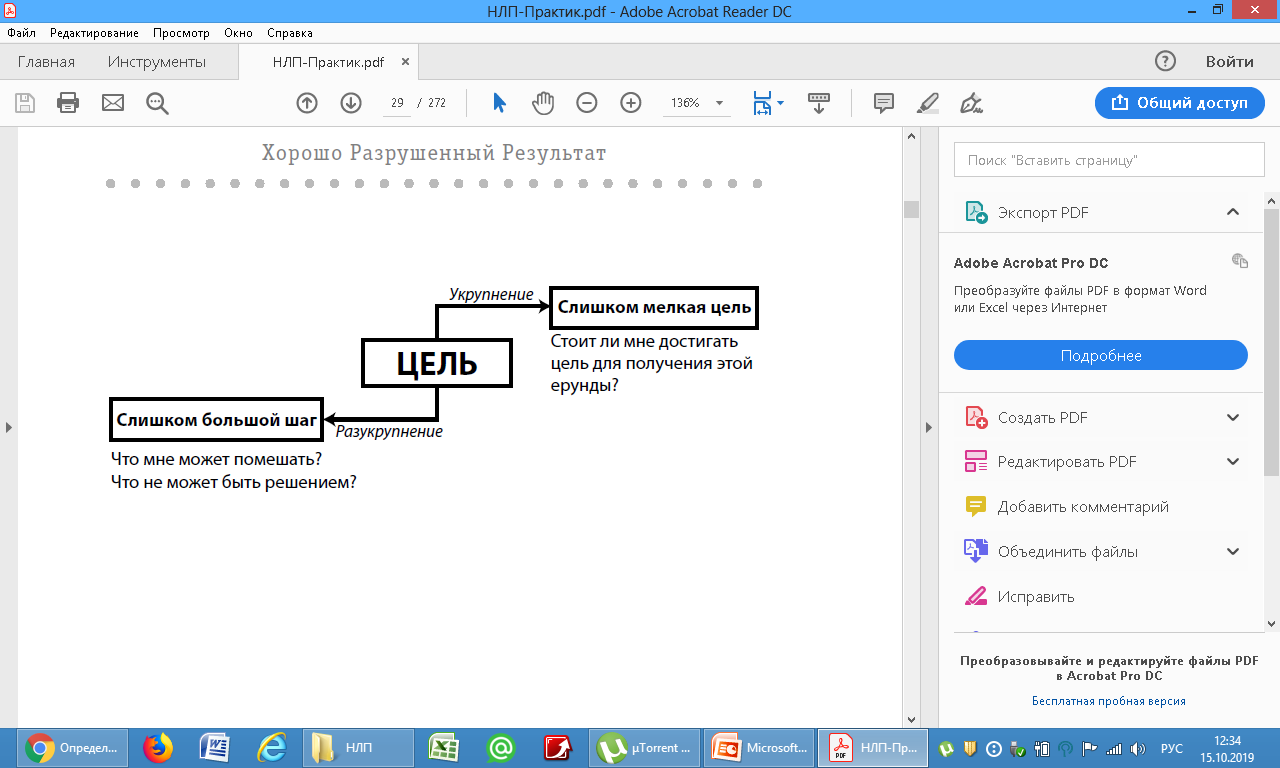 НЛП-Практик.pdf - Adobe Acrobat Reader DC
Файл Редактирование Просмотр Окно Справка
Главная Инструменты НЛП-Практик.pdf × ? Войти
29 / 272 136% Общий доступ
Хорошо Разрушенный Результат
Укрупнение
Слишком мелкая цель
Стоит ли мне достигать
цель для получения этой
ерунды?
ЦЕЛЬ
Слишком большой шаг
Разукрупнение
Что мне может помешать?
Что не может быть решением?
Поиск "Вставить страницу"
Экспорт PDF
Adobe Acrobat Pro DC
Преобразуйте файлы PDF в формат Word
или Excel через Интернет
Подробнее
Создать PDF
Редактировать PDF
Добавить комментарий
Объединить файлы
Исправить
Преобразовывайте и редактируйте файлы PDF
в Acrobat Pro DC
Бесплатная пробная версия
Определ... НЛП µTorrent ... Microsoft... НЛП-Пр... РУС 12:34
15.10.2019